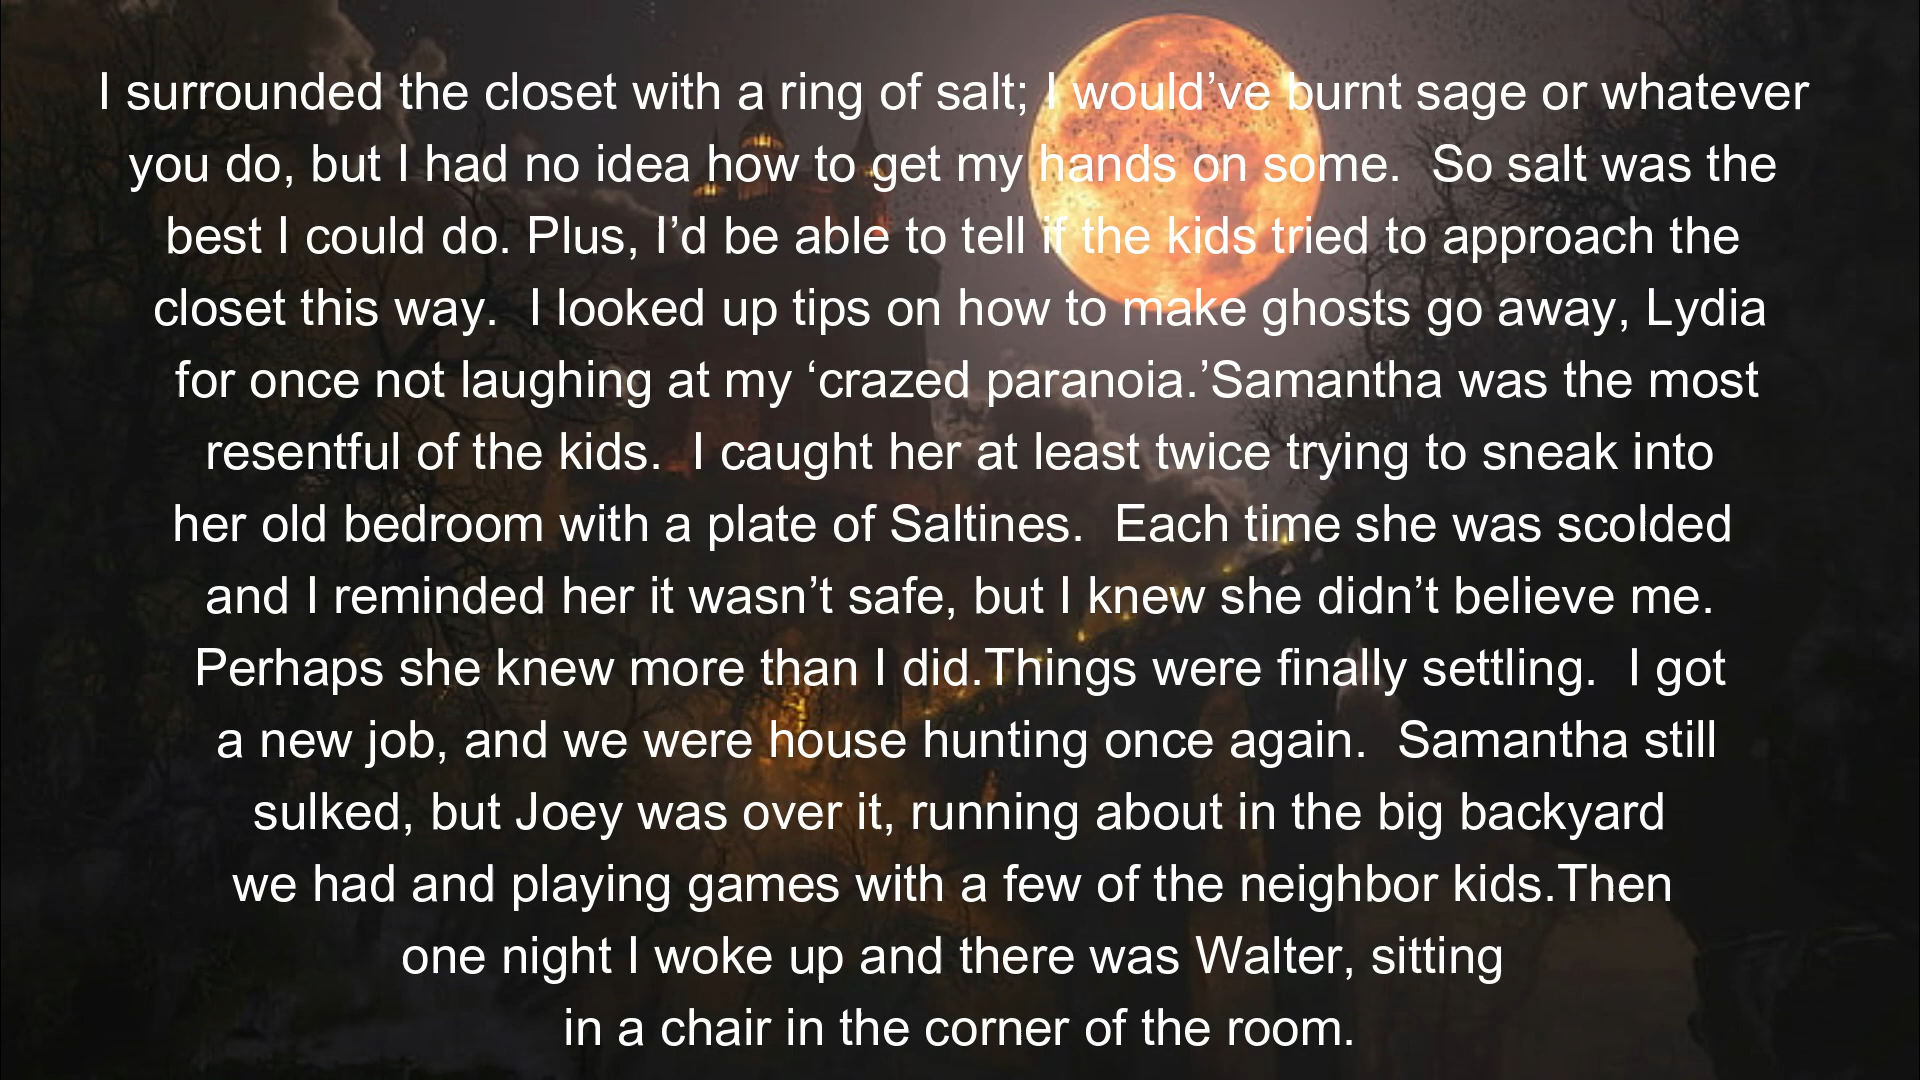 I surrounded the closet with a ring of salt; I would’ve burnt sage or whatever
you do, but I had no idea how to get my hands on some.  So salt was the
best I could do. Plus, I’d be able to tell if the kids tried to approach the
closet this way.  I looked up tips on how to make ghosts go away, Lydia
for once not laughing at my ‘crazed paranoia.’Samantha was the most
resentful of the kids.  I caught her at least twice trying to sneak into
her old bedroom with a plate of Saltines.  Each time she was scolded
and I reminded her it wasn’t safe, but I knew she didn’t believe me.
Perhaps she knew more than I did.Things were finally settling.  I got
a new job, and we were house hunting once again.  Samantha still
sulked, but Joey was over it, running about in the big backyard
we had and playing games with a few of the neighbor kids.Then
one night I woke up and there was Walter, sitting
in a chair in the corner of the room.